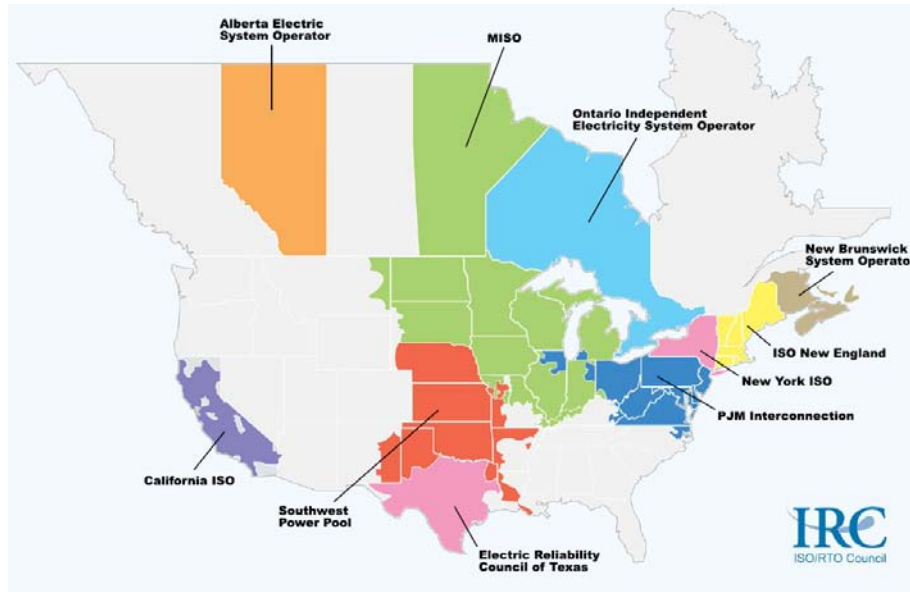 Alberta Electric
System Operator
MISO
Ontario Independent
Electricity System Operator
New Brunswick
System Operato
ISO New England
New York ISO
PJM Interconnection
California ISO
Southwest
Power Pool
Electric Reliability
Council of Texas
IRC
ISO/RTO Council